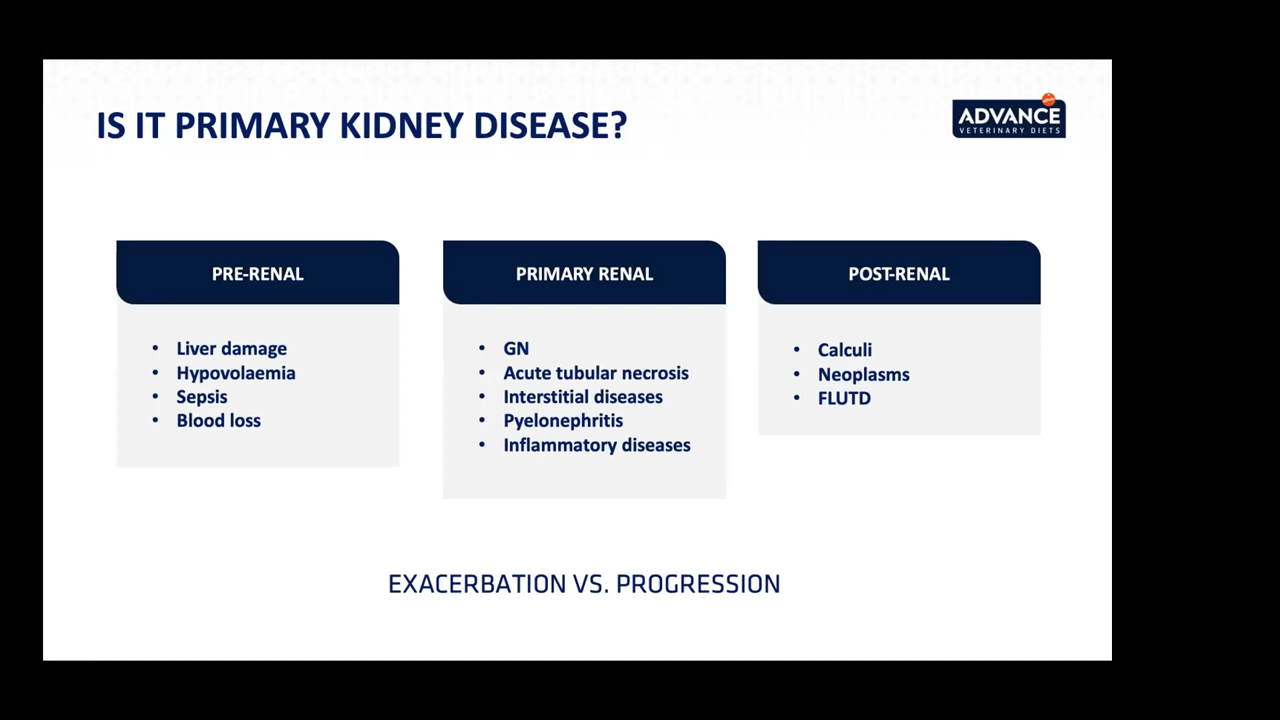 IS IT PRIMARY KIDNEY DISEASE?
ADVANCE
VETERINARY DIETS
PRE-RENAL
• Liver damage
• Hypovolaemia
• Sepsis
• Blood loss
PRIMARY RENAL
• GN
• Acute tubular necrosis
• Interstitial diseases
• Pyelonephritis
• Inflammatory diseases
POST-RENAL
• Calculi
• Neoplasms
• FLUTD
EXACERBATION VS. PROGRESSION